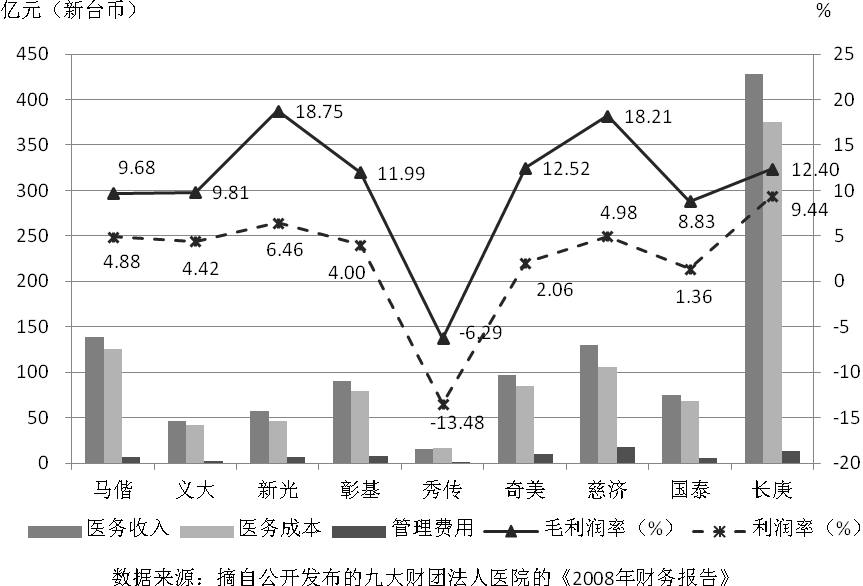 亿元（新台币） %
450 25
400 20
350 15
300 10
250 5
200 0
150 -5
100 -10
50 -15
0 -20
9.68 9.81 18.75 11.99 -6.29 12.52 18.21 8.83 12.40
4.88 4.42 6.46 4.00 -13.48 2.06 4.98 1.36 9.44
马偕 义大 新光 彰基 秀传 奇美 慈济 国泰 长庚
医务收入 医务成本 管理费用 毛利润率（%） 利润率（%）
数据来源：摘自公开发布的九大财团法人医院的《2008年财务报告》